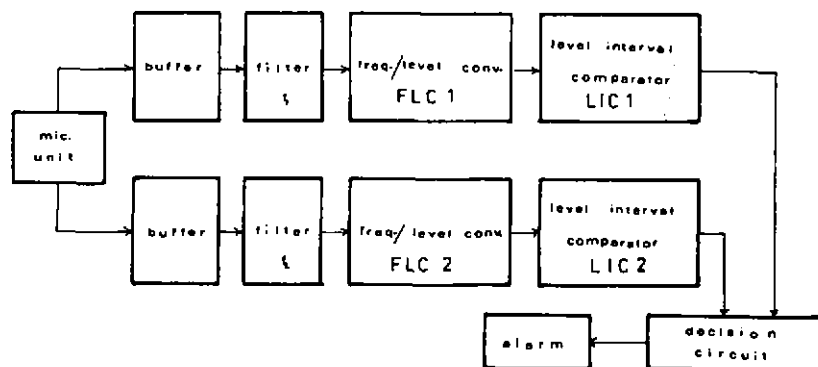 buffer
filter
freq./level conv.
FLC 1
level interval
comparator
LIC 1
mic.
unit
buffer
filter
freq./level conv.
FLC 2
level interval
comparator
LIC 2
alarm
decision
circuit